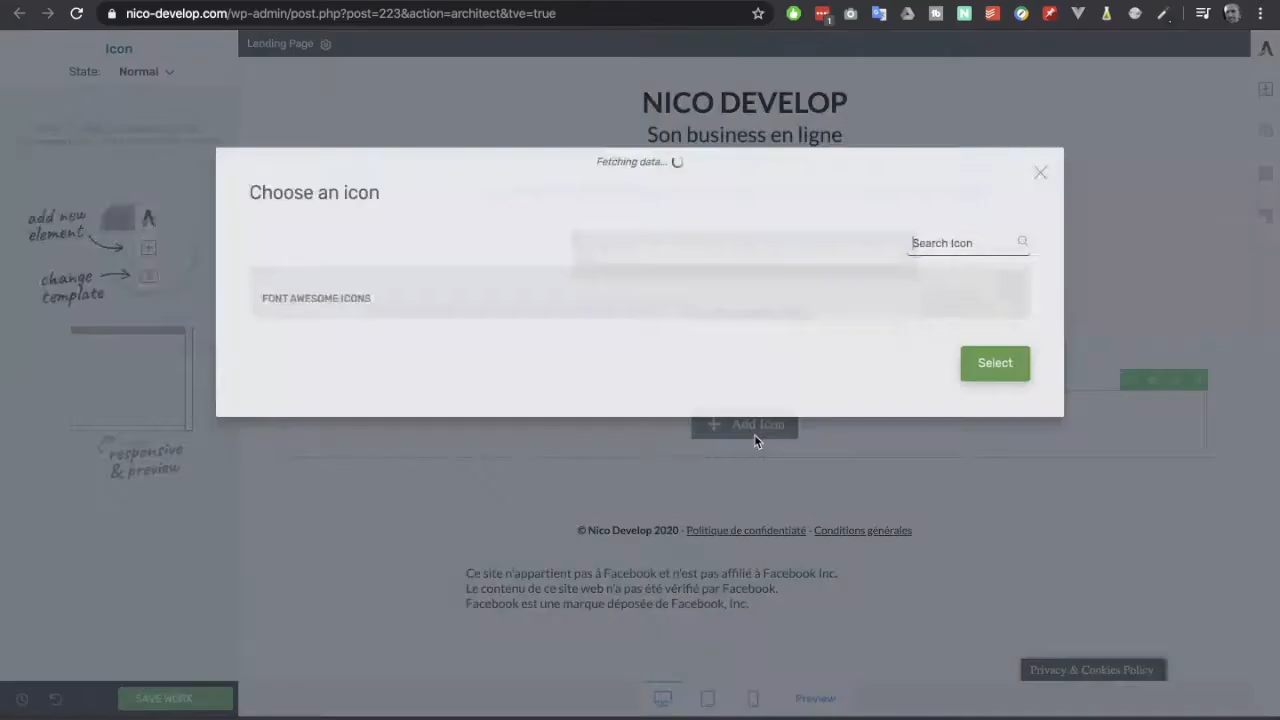 nico-develop.com/wp-admin/post.php?post=223&action=architect&tve=true
1
Icon
State: Normal
Landing Page
NICO DEVELOP
Son business en ligne
Fetching data...
Choose an icon
Search Icon
FONT AWESOME ICONS
Select
add new
element
change
template
responsive
& preview
+ Add Icon
© Nico Develop 2020 - Politique de confidentiaté - Conditions générales
Ce site n'appartient pas à Facebook et n'est pas affilié à Facebook Inc.
Le contenu de ce site web n'a pas été vérifié par Facebook.
Facebook est une marque déposée de Facebook, Inc.
Privacy & Cookies Policy
SAVE WORK
Preview